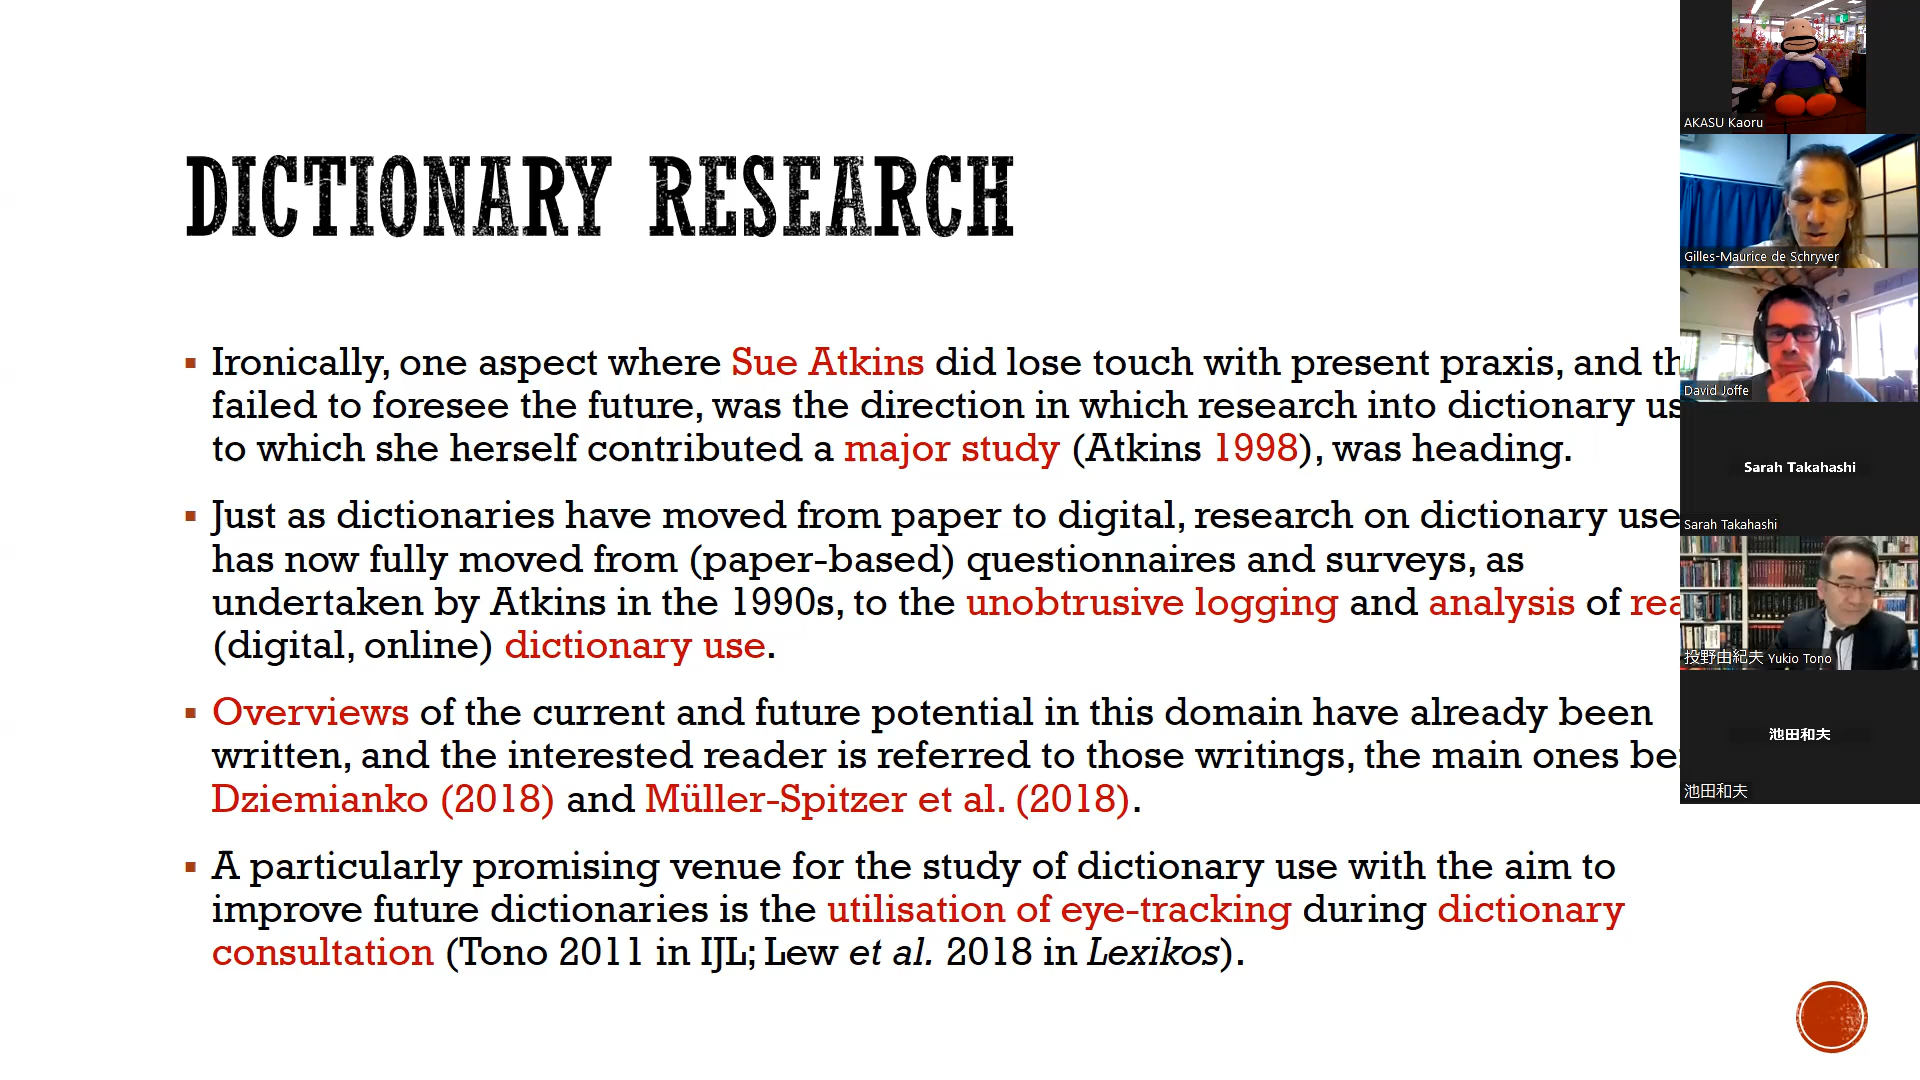 DICTIONARY RESEARCH
Ironically, one aspect where Sue Atkins did lose touch with present praxis, and
failed to foresee the future, was the direction in which research into dictionary
to which she herself contributed a major study (Atkins 1998), was heading.
Just as dictionaries have moved from paper to digital, research on dictionary use
has now fully moved from (paper-based) questionnaires and surveys, as
undertaken by Atkins in the 1990s, to the unobtrusive logging and analysis of
(digital, online) dictionary use.
Overviews of the current and future potential in this domain have already been
written, and the interested reader is referred to those writings, the main ones
Dziemianko (2018) and Müller-Spitzer et al. (2018).
A particularly promising venue for the study of dictionary use with the aim to
improve future dictionaries is the utilisation of eye-tracking during dictionary
consultation (Tono 2011 in IJL; Lew et al. 2018 in Lexikos).
AKASU Kaoru
Gilles-Maurice de Schryver
David Joffe
Sarah Takahashi
Sarah Takahashi
投野由紀夫 Yukio Tono
池田和夫
池田和夫